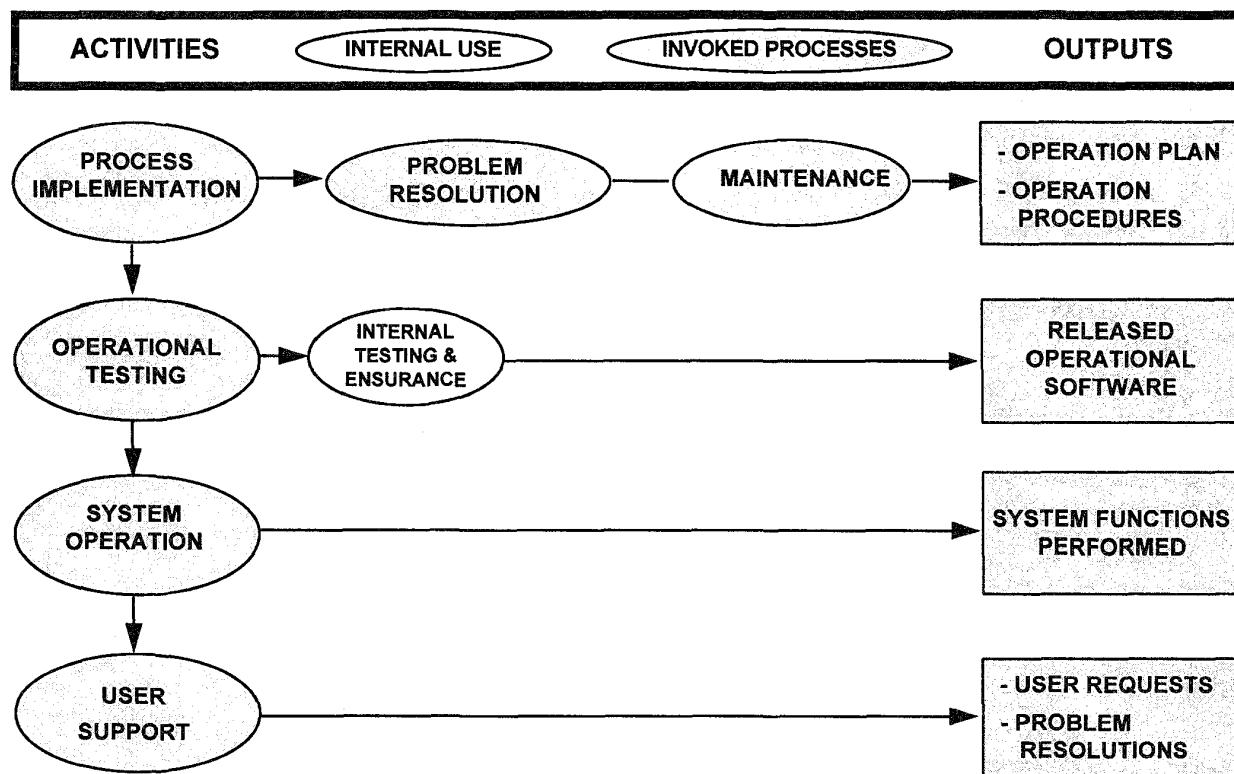 ACTIVITIES
INTERNAL USE
INVOKED PROCESSES
OUTPUTS
PROCESS
IMPLEMENTATION
PROBLEM
RESOLUTION
MAINTENANCE
- OPERATION PLAN
- OPERATION
PROCEDURES
OPERATIONAL
TESTING
INTERNAL
TESTING &
ENSURANCE
RELEASED
OPERATIONAL
SOFTWARE
SYSTEM
OPERATION
SYSTEM FUNCTIONS
PERFORMED
USER
SUPPORT
- USER REQUESTS
- PROBLEM
RESOLUTIONS